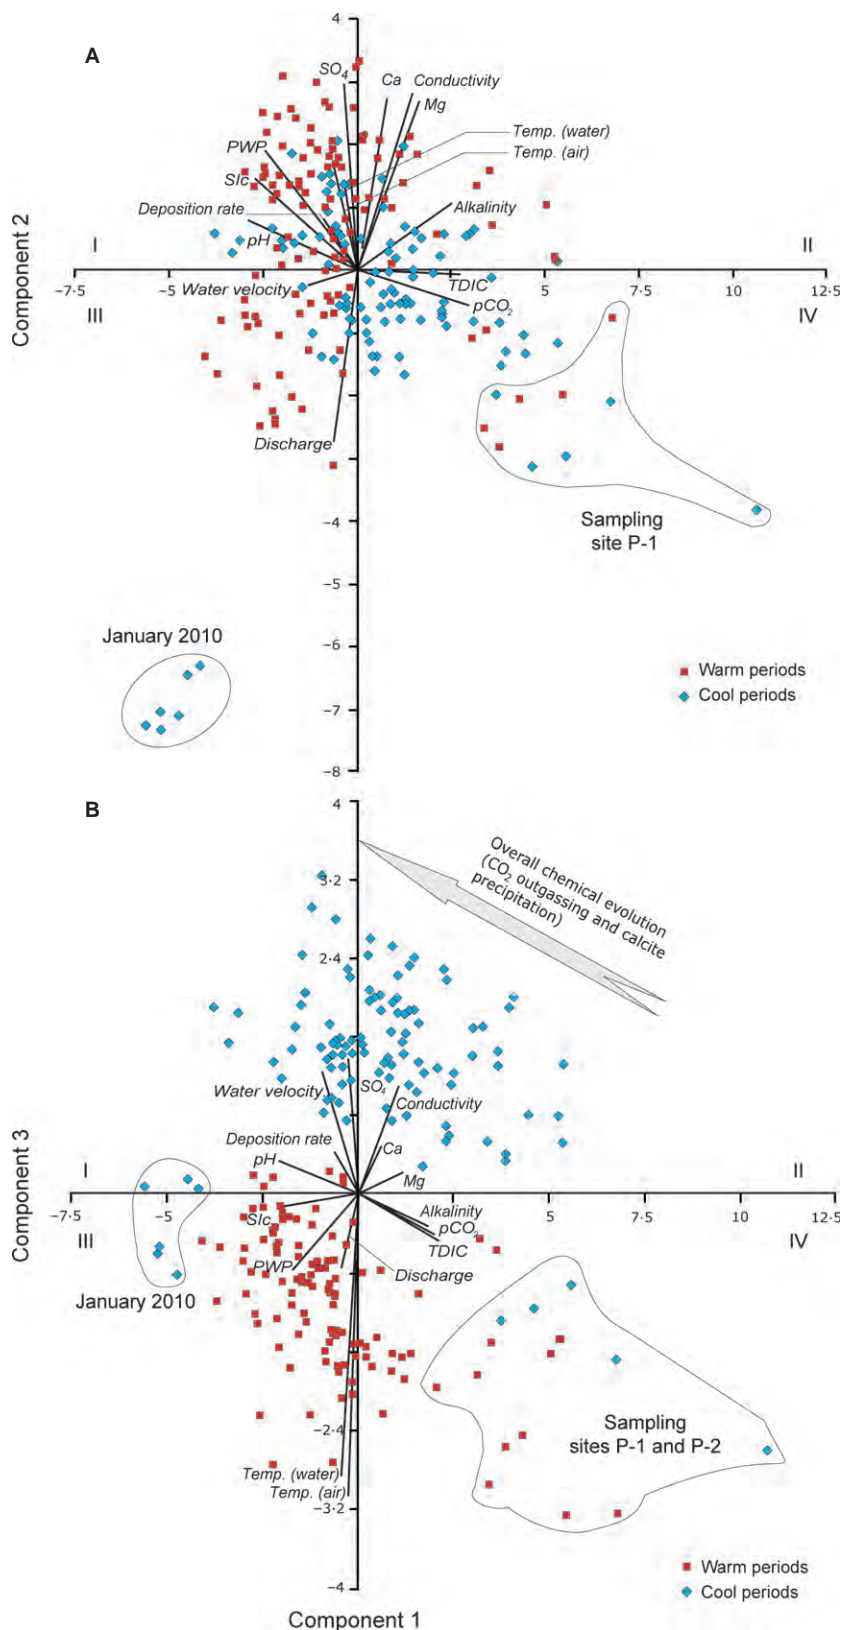 A
4
SO4
Ca
Conductivity
Mg
Temp. (water)
PWP
Temp. (air)
SIc
Deposition rate
Alkalinity
pH
I
II
Component 2
-7·5
-5
5
7·5
10
12·5
TDIC
Water velocity
pCO2
III
IV
Discharge
Sampling
site P-1
-4
-5
-6
January 2010
Warm periods
-7
Cool periods
-8
B
4
Overall chemical evolution
(CO2 outgassing and calcite
precipitation)
3·2
2·4
Water velocity
SO4
Conductivity
Component 3
Deposition rate
Ca
pH
I
II
Mg
-7·5
-5
5
7·5
10
12·5
SIc
Alkalinity
pCO2
III
TDIC
IV
PWP
Discharge
January 2010
Sampling
sites P-1 and P-2
-2·4
Temp. (water)
Temp. (air)
-3·2
Warm periods
Cool periods
-4
Component 1